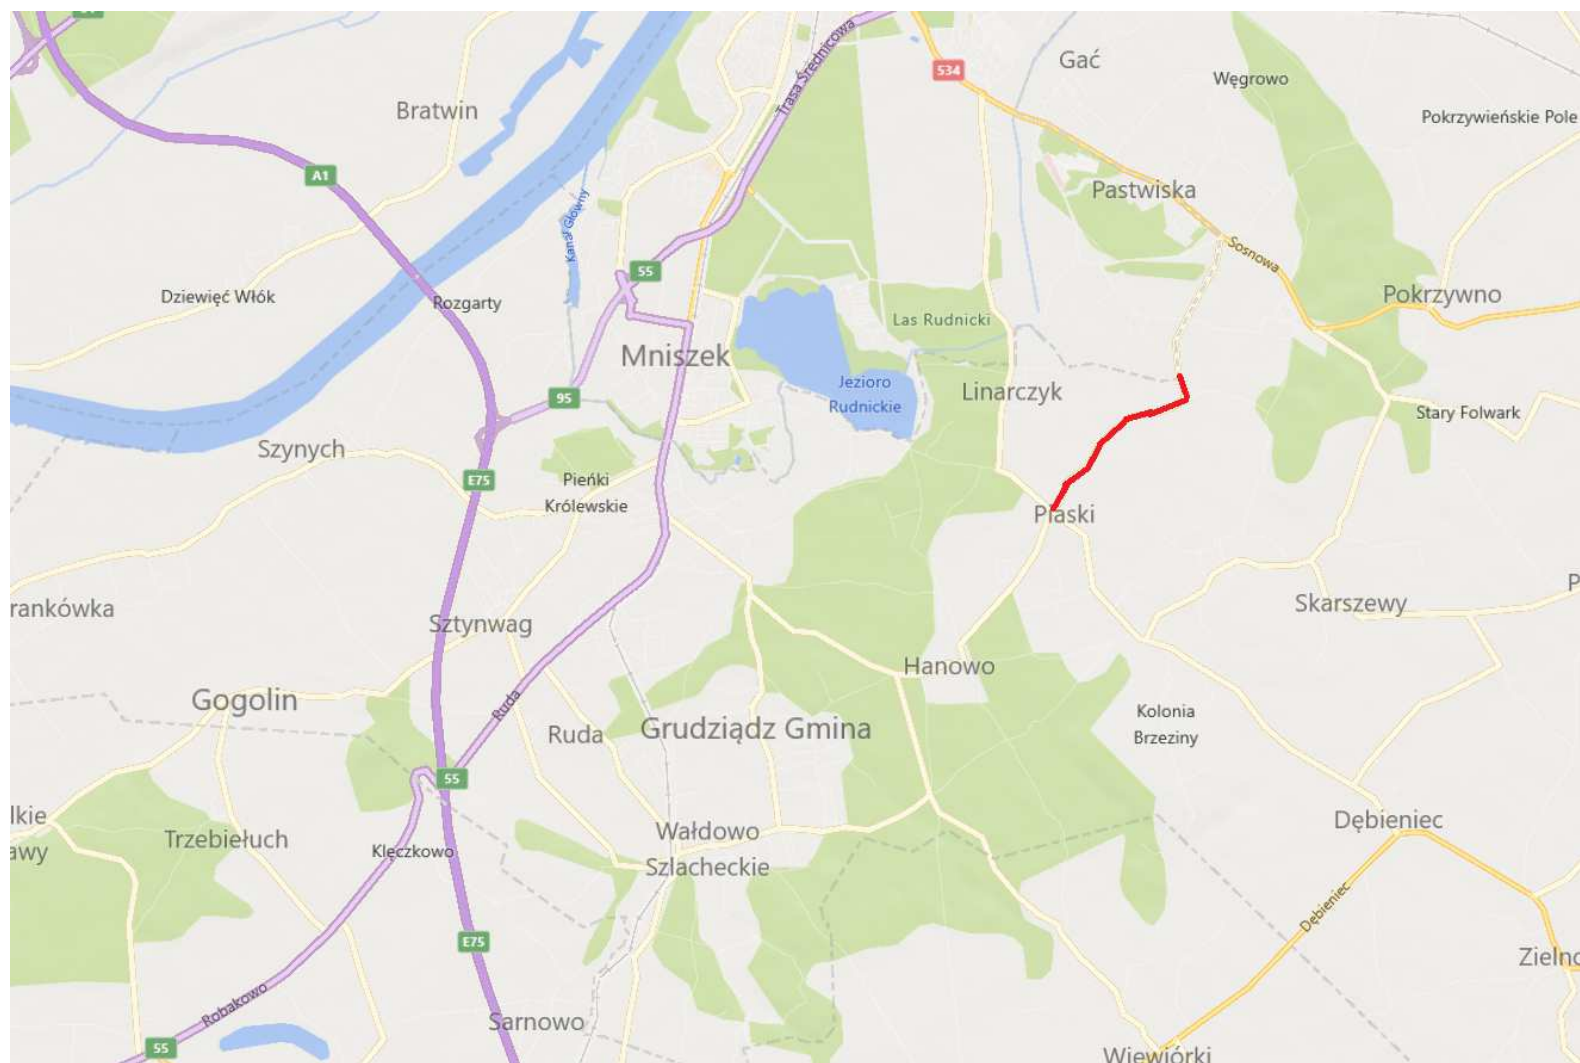 Trasa Średnicowa
534
Gać
Węgrowo
Bratwin
Pokrzywieńskie Pole
A1
Pastwiska
Kanał Główny
Sosnowa
55
Dziewięć Włók
Rozgarty
Pokrzywno
Las Rudnicki
Mniszek
Jezioro
Rudnickie
Linarczyk
95
Stary Folwark
Szynych
E75
Pieńki
Królewskie
Piaski
rankówka
Skarszewy
P
Sztynwag
Hanowo
Gogolin
Ruda
Kolonia
Brzeziny
Ruda
Grudziądz Gmina
55
lkie
awy
Trzebiełuch
Klęczkowo
Wałdowo
Szlacheckie
Dębieniec
Dębieniec
E75
Zielno
Robakowo
Sarnowo
55
Wiewiórki